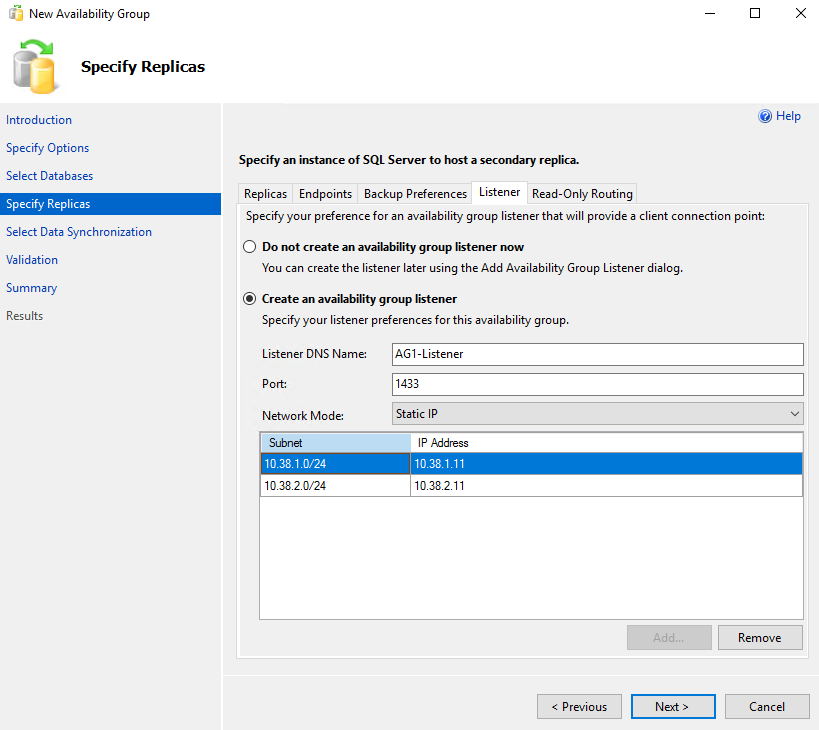 New Availability Group
Specify Replicas
Introduction
Specify Options
Select Databases
Specify Replicas
Select Data Synchronization
Validation
Summary
Results
Help
Specify an instance of SQL Server to host a secondary replica.
Replicas Endpoints Backup Preferences Listener Read-Only Routing
Specify your preference for an availability group listener that will provide a client connection point:
Do not create an availability group listener now
You can create the listener later using the Add Availability Group Listener dialog.
Create an availability group listener
Specify your listener preferences for this availability group.
Listener DNS Name: AG1-Listener
Port: 1433
Network Mode: Static IP
Subnet IP Address
10.38.1.0/24 10.38.1.11
10.38.2.0/24 10.38.2.11
Add... Remove
< Previous Next > Cancel